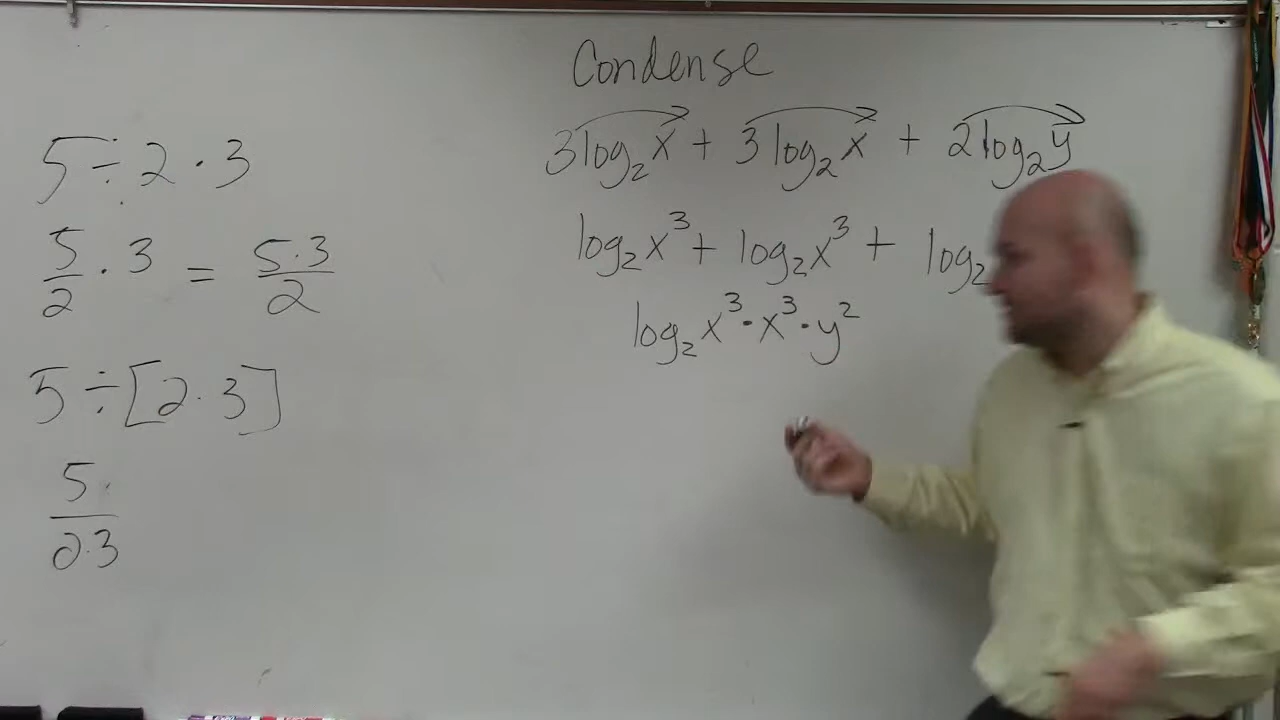 Condense
3log₂x + 3log₂x + 2log₂y
log₂x³ + log₂x³ + log₂
log₂x³·x³·y²
5÷2·3
5/2 · 3 = 5·3/2
5÷[2·3]
5/2·3